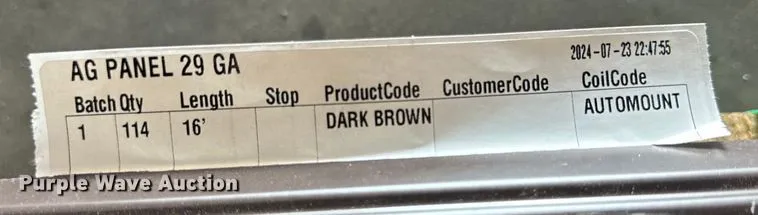 2024-07-23 22:47:55
AG PANEL 29 GA
Batch Qty Length Stop ProductCode CustomerCode CoilCode
1 114 16' DARK BROWN AUTOMOUNT
Purple Wave Auction